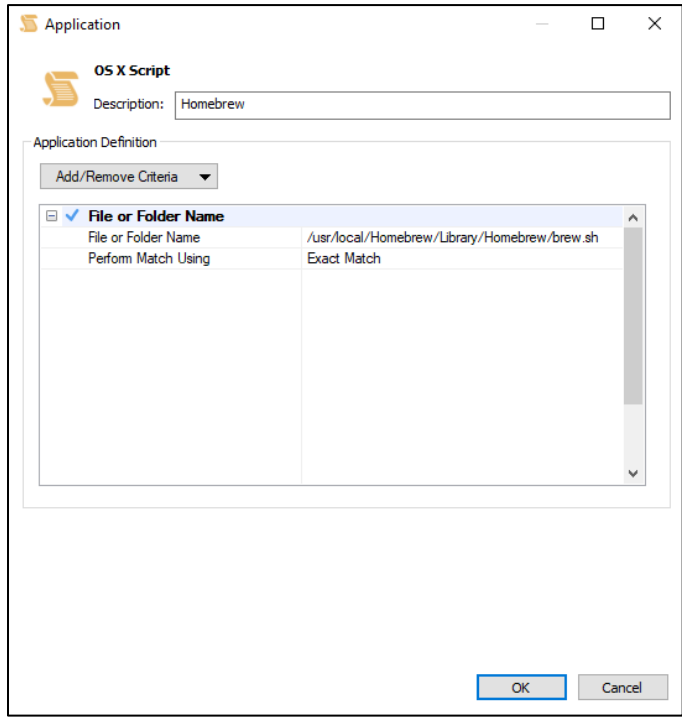 Application
OS X Script
Description: Homebrew
Application Definition
Add/Remove Criteria
File or Folder Name
File or Folder Name /usr/local/Homebrew/Library/Homebrew/brew.sh
Perform Match Using Exact Match
OK Cancel